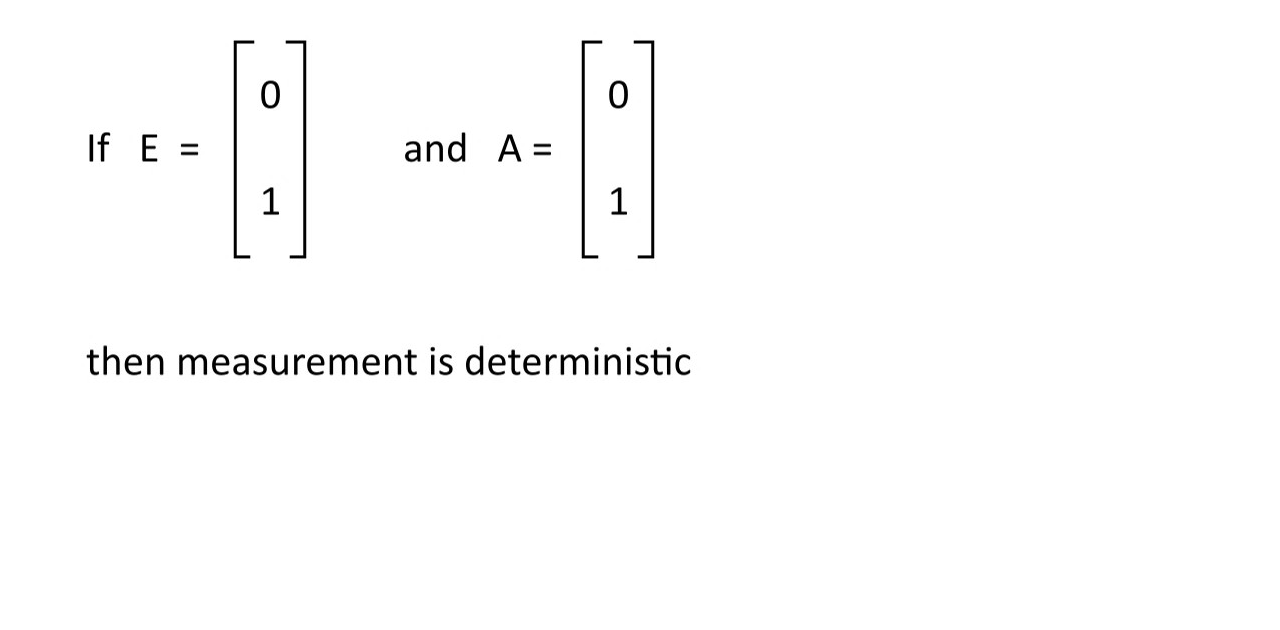 If E = [ 0 1 ] and A = [ 0 1 ]
then measurement is deterministic